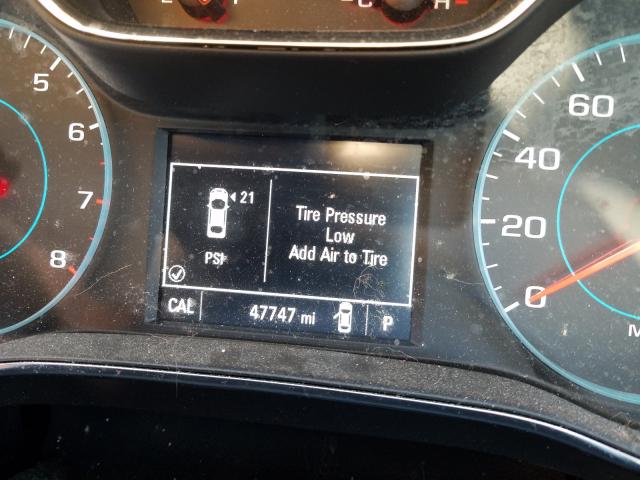 E F C H
5
6
7
8
21
PSI
Tire Pressure
Low
Add Air to Tire
CAL 47747 mi P
60
40
20
0
M